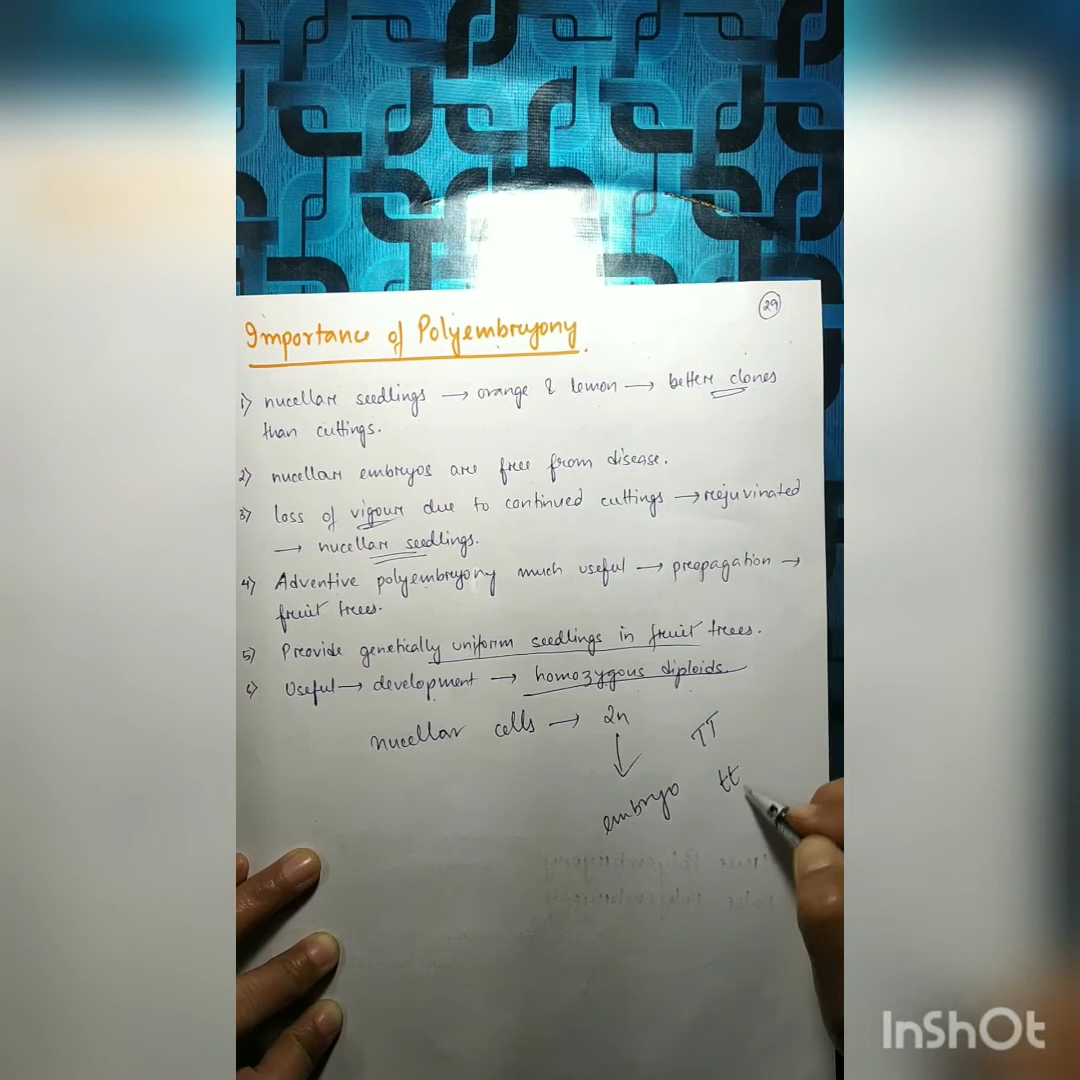 29
Importance of Polyembryony.
1) nucellar seedlings → orange & lemon → better clones
than cuttings.
2) nucellar embryos are free from disease.
3) Loss of vigour due to continued cuttings → rejuvinated
→ nucellar seedlings.
4) Adventive polyembryony much useful → propagation →
fruit trees.
5) Provide genetically uniform seedlings in fruit trees.
6) Useful → development → homozygous diploids.
nucellar cells → 2n
↓
embryo
TT
tt
InShOt